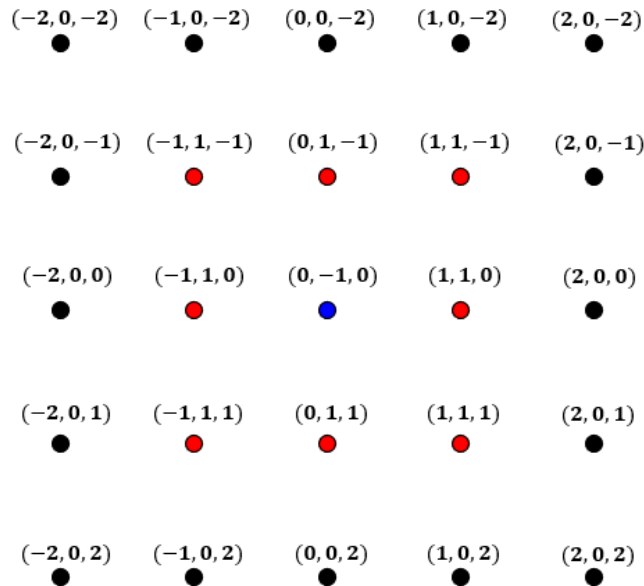 (−2, 0, −2) (−1, 0, −2) (0, 0, −2) (1, 0, −2) (2, 0, −2)
(−2, 0, −1) (−1, 1, −1) (0, 1, −1) (1, 1, −1) (2, 0, −1)
(−2, 0, 0) (−1, 1, 0) (0, −1, 0) (1, 1, 0) (2, 0, 0)
(−2, 0, 1) (−1, 1, 1) (0, 1, 1) (1, 1, 1) (2, 0, 1)
(−2, 0, 2) (−1, 0, 2) (0, 0, 2) (1, 0, 2) (2, 0, 2)